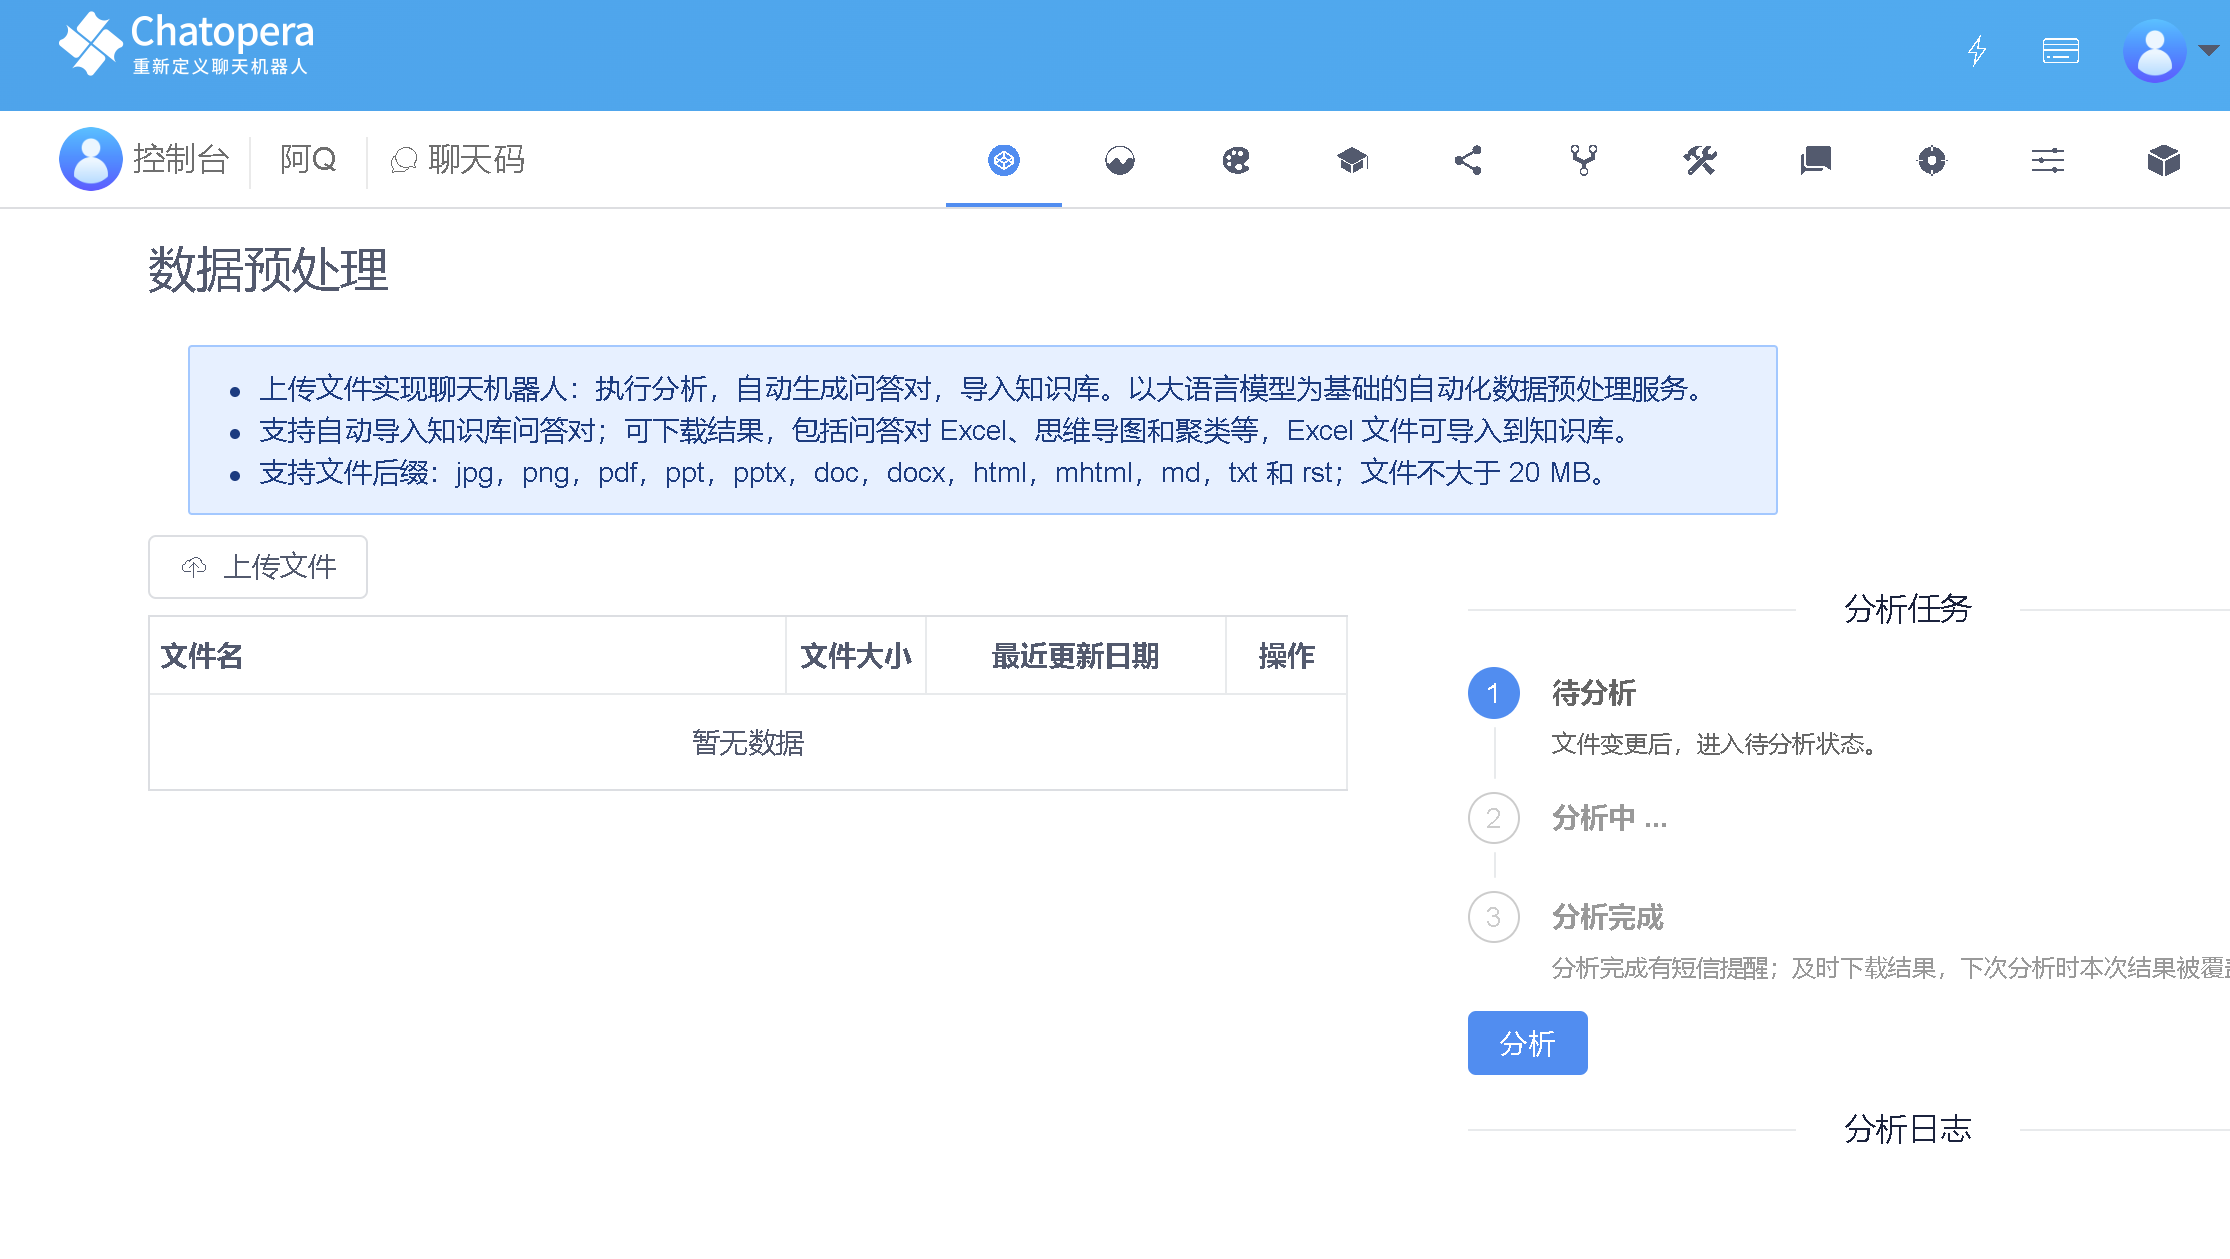 Chatopera
重新定义聊天机器人
控制台
阿Q
聊天码
数据预处理
上传文件实现聊天机器人：执行分析，自动生成问答对，导入知识库。以大语言模型为基础的自动化数据预处理服务。
支持自动导入知识库问答对；可下载结果，包括问答对 Excel、思维导图和聚类等，Excel 文件可导入到知识库。
支持文件后缀：jpg，png，pdf，ppt，pptx，doc，docx，html，mhtml，md，txt 和 rst；文件不大于 20 MB。
上传文件
文件名 文件大小 最近更新日期 操作
暂无数据
分析任务
1 待分析
文件变更后，进入待分析状态。
2 分析中 ...
3 分析完成
分析完成有短信提醒；及时下载结果，下次分析时本次结果被覆
分析
分析日志